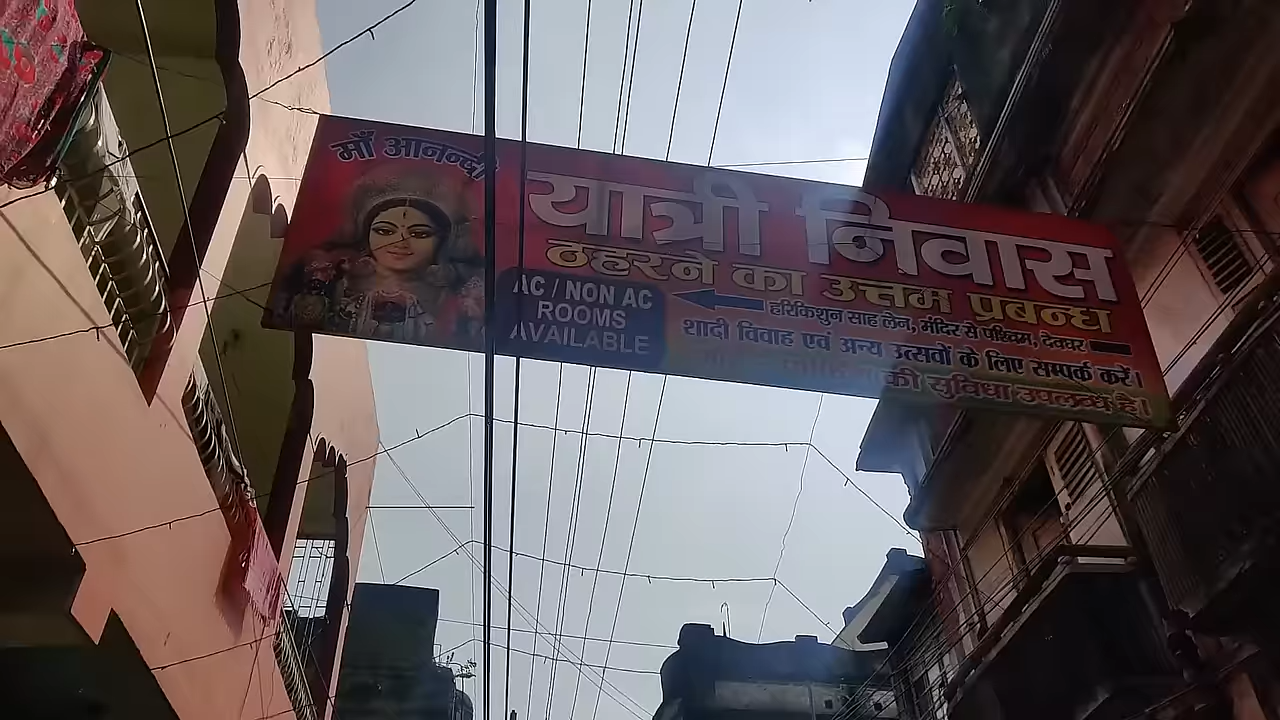 माँ आनन्दी
यात्री निवास
ठहरने का उत्तम प्रबन्ध
AC / NON AC
ROOMS
AVAILABLE
हरिकिशुन साह लेन, मंदिर से पश्चिम, देवघर
शादी विवाह एवं अन्य उत्सवों के लिए सम्पर्क करें।
की सुविधा उपलब्ध है।